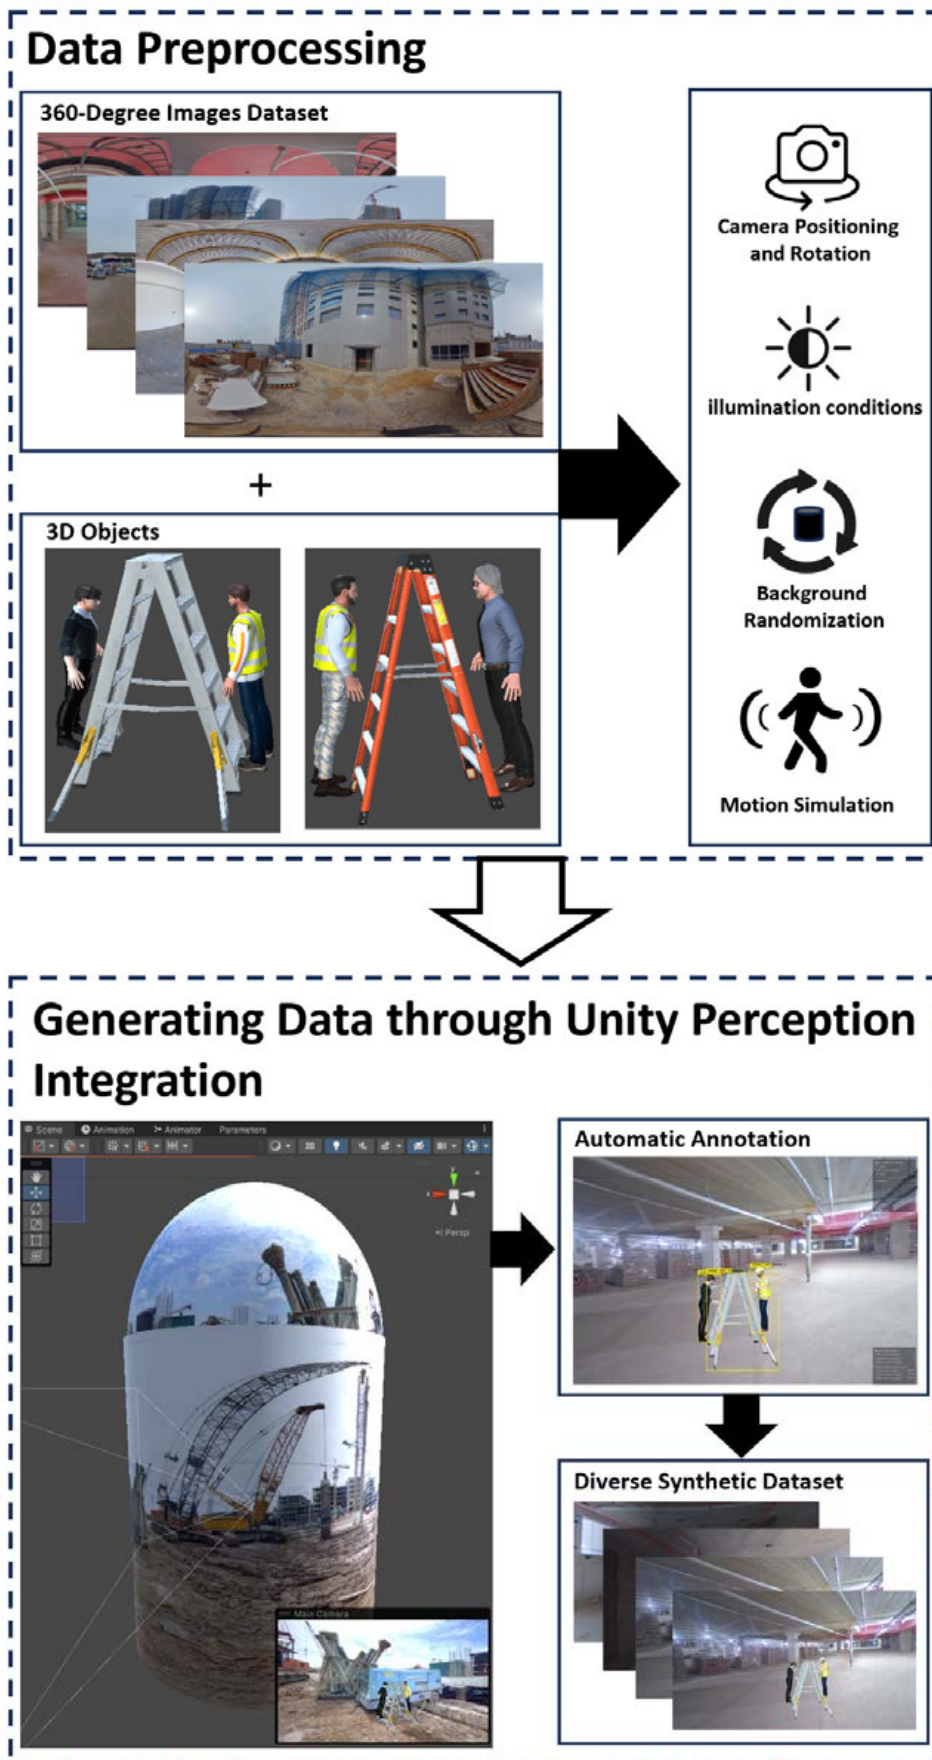 Data Preprocessing
360-Degree Images Dataset
+
3D Objects
Camera Positioning
and Rotation
illumination conditions
Background
Randomization
Motion Simulation
Generating Data through Unity Perception
Integration
Scene Animation Animator Parameters
2D
y
x
Persp
Main Camera
Automatic Annotation
Diverse Synthetic Dataset